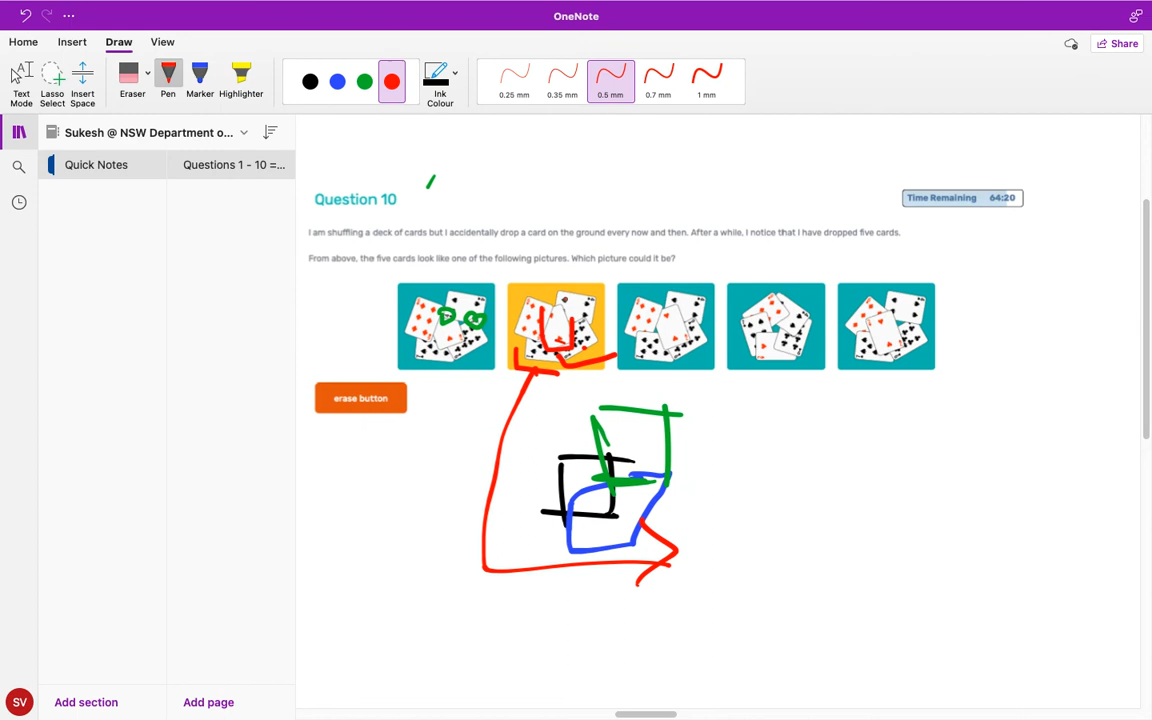 OneNote
Home Insert Draw View
Share
Text Mode
Lasso Select
Insert Space
Eraser
Pen
Marker
Highlighter
Ink Colour
0.25 mm
0.35 mm
0.5 mm
0.7 mm
1 mm
Sukesh @ NSW Department o...
Quick Notes
Questions 1 - 10 =...
Question 10
Time Remaining 64:20
I am shuffling a deck of cards but I accidentally drop a card on the ground every now and then. After a while, I notice that I have dropped five cards.
From above, the five cards look like one of the following pictures. Which picture could it be?
erase button
SV
Add section
Add page